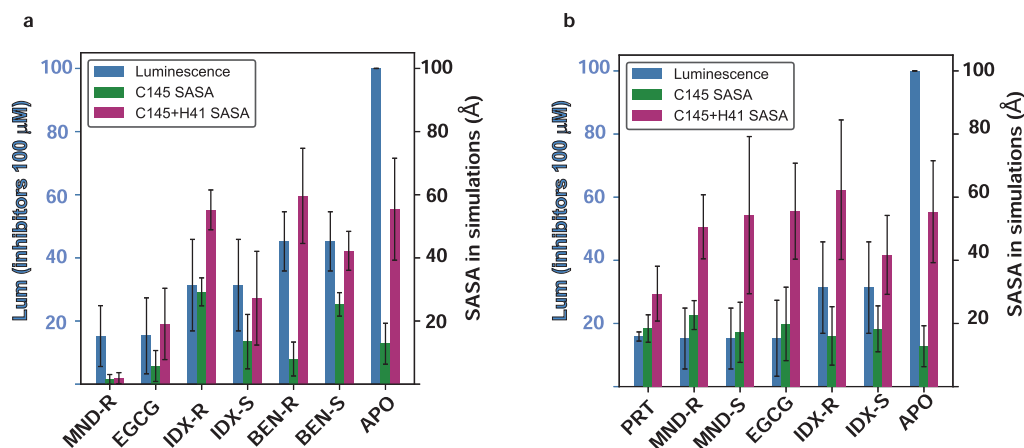 a
Lum (inhibitors 100 µM)
100
80
60
40
20
Luminescence
C145 SASA
C145+H41 SASA
100
80
60
40
20
SASA in simulations (Å)
MND-R
EGCG
IDX-R
IDX-S
BEN-R
BEN-S
APO
b
Lum (inhibitors 100 µM)
100
80
60
40
20
Luminescence
C145 SASA
C145+H41 SASA
100
80
60
40
20
SASA in simulations (Å)
PRT
MND-R
MND-S
EGCG
IDX-R
IDX-S
APO